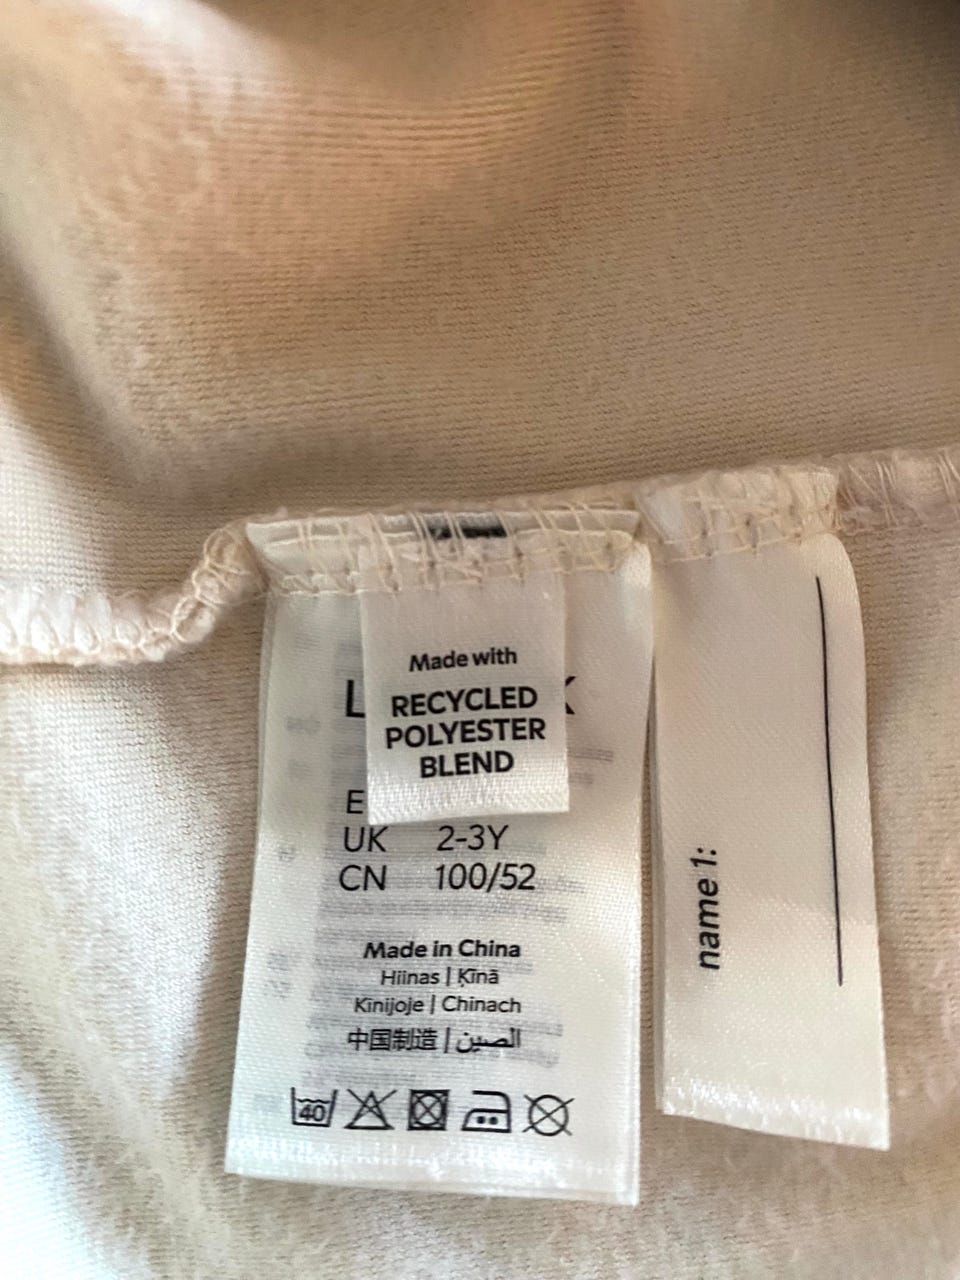 Made with
RECYCLED
POLYESTER
BLEND
UK 2-3Y
CN 100/52
Made in China
Hiinas | Ķīnā
Kinijoje | Chinach
中国制造 | الصين
40
name 1: